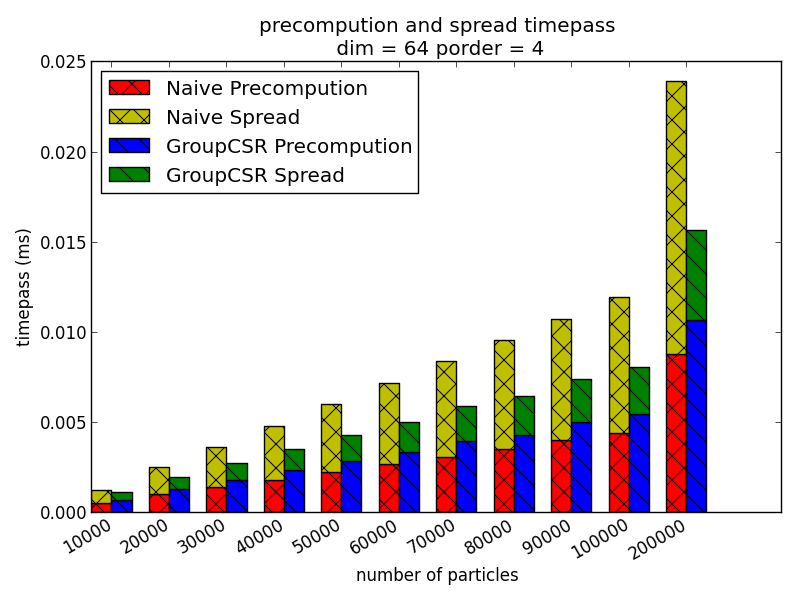 precompution and spread timepass
dim = 64 porder = 4
0.025
0.020
0.015
0.010
0.005
0.000
timepass (ms)
Naive Precompution
Naive Spread
GroupCSR Precompution
GroupCSR Spread
10000
20000
30000
40000
50000
60000
70000
80000
90000
100000
200000
number of particles